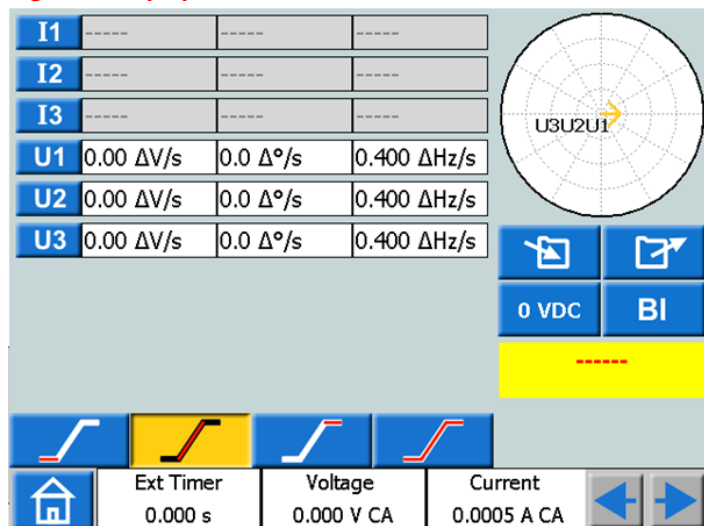 I1 ----- ----- -----
I2 ----- ----- -----
I3 ----- ----- -----
U1 0.00 ΔV/s 0.0 Δ°/s 0.400 ΔHz/s
U2 0.00 ΔV/s 0.0 Δ°/s 0.400 ΔHz/s
U3 0.00 ΔV/s 0.0 Δ°/s 0.400 ΔHz/s
U3U2U1
0 VDC BI
------
Ext Timer Voltage Current
0.000 s 0.000 V CA 0.0005 A CA